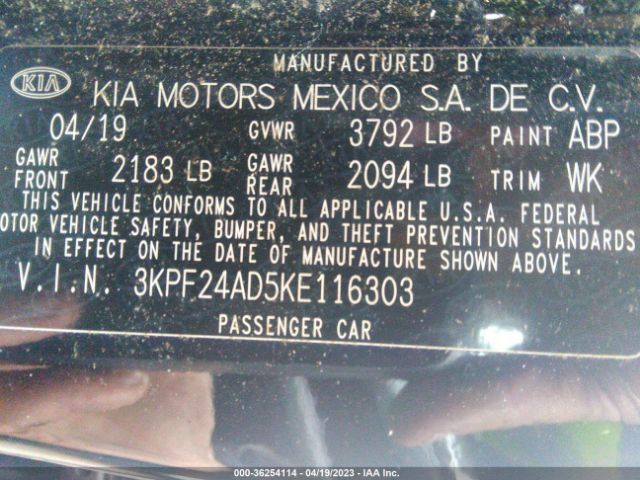 MANUFACTURED BY
KIA KIA MOTORS MEXICO S.A. DE C.V.
04/19 GVWR 3792 LB PAINT ABP
GAWR FRONT 2183 LB GAWR REAR 2094 LB TRIM WK
THIS VEHICLE CONFORMS TO ALL APPLICABLE U.S.A. FEDERAL
OTOR VEHICLE SAFETY, BUMPER, AND THEFT PREVENTION STANDARDS
IN EFFECT ON THE DATE OF MANUFACTURE SHOWN ABOVE.
V.I.N. 3KPF24AD5KE116303
PASSENGER CAR
000-36254114 - 04/19/2023 - IAA Inc.